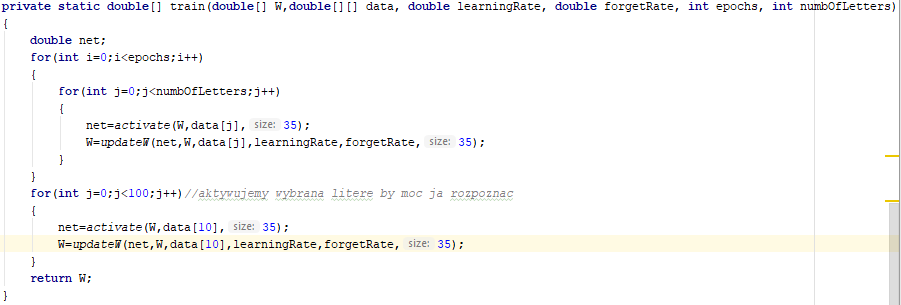 private static double[] train(double[] W,double[][] data, double learningRate, double forgetRate, int epochs, int numbOfLetters)
{
double net;
for(int i=0;i<epochs;i++)
{
for(int j=0;j<numbOfLetters;j++)
{
net=activate(W,data[j], size: 35);
W=updateW(net,W,data[j],learningRate,forgetRate, size: 35);
}
}
for(int j=0;j<100;j++)//aktywujemy wybrana litere by moc ja rozpoznac
{
net=activate(W,data[10], size: 35);
W=updateW(net,W,data[10],learningRate,forgetRate, size: 35);
}
return W;
}